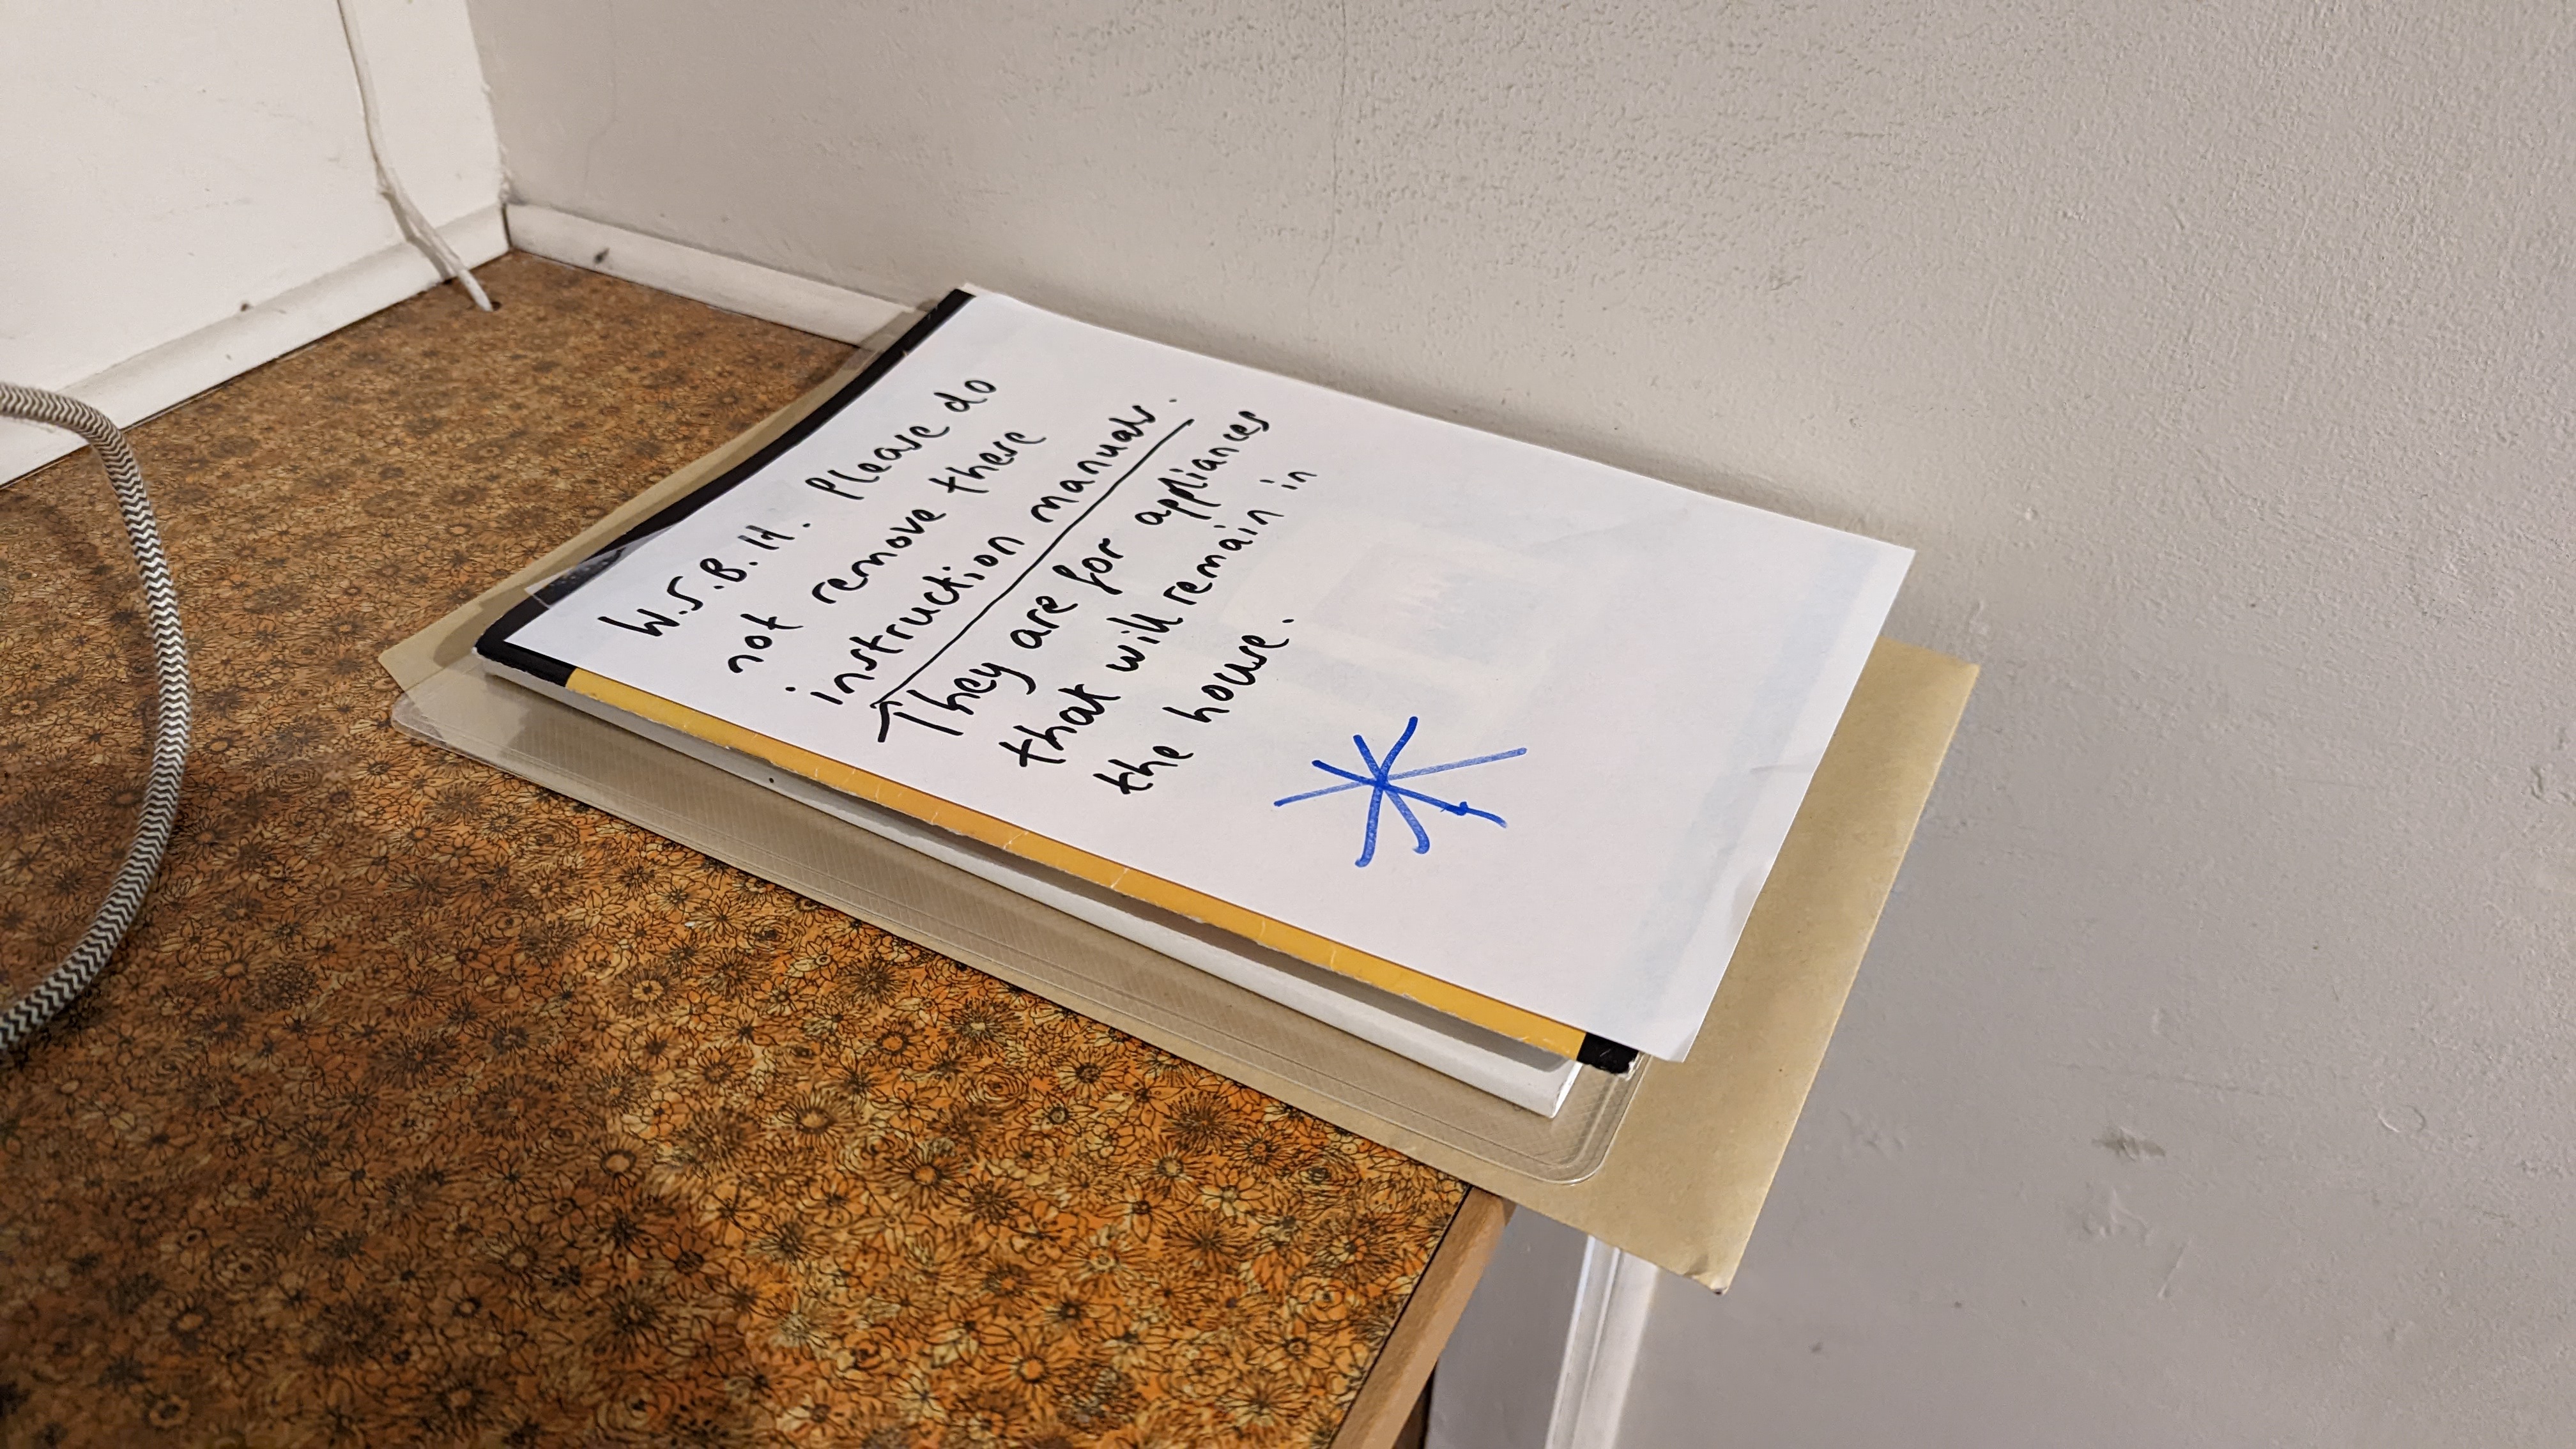 W.S.B.H. Please do
not remove these
instruction manuals.
They are for appliances
that will remain in
the house.